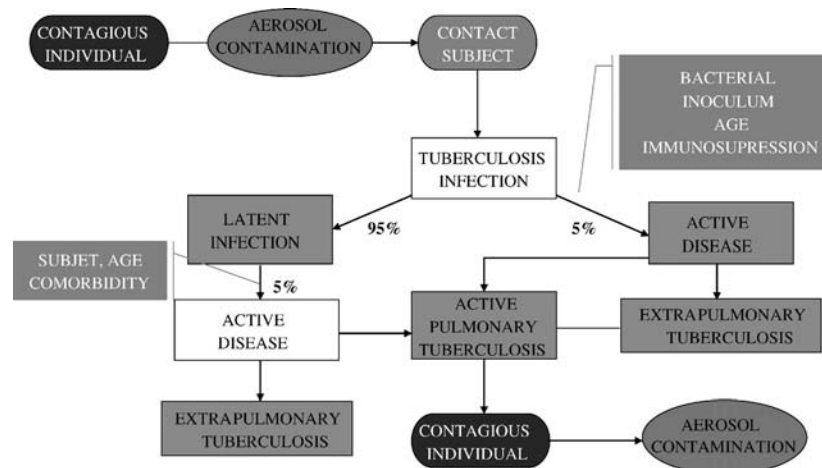 CONTAGIOUS
INDIVIDUAL
AEROSOL
CONTAMINATION
CONTACT
SUBJECT
BACTERIAL
INOCULUM
AGE
IMMUNOSUPRESSION
TUBERCULOSIS
INFECTION
LATENT
INFECTION
95%
5%
ACTIVE
DISEASE
SUBJET, AGE
COMORBIDITY
5%
ACTIVE
DISEASE
ACTIVE
PULMONARY
TUBERCULOSIS
EXTRAPULMONARY
TUBERCULOSIS
EXTRAPULMONARY
TUBERCULOSIS
CONTAGIOUS
INDIVIDUAL
AEROSOL
CONTAMINATION